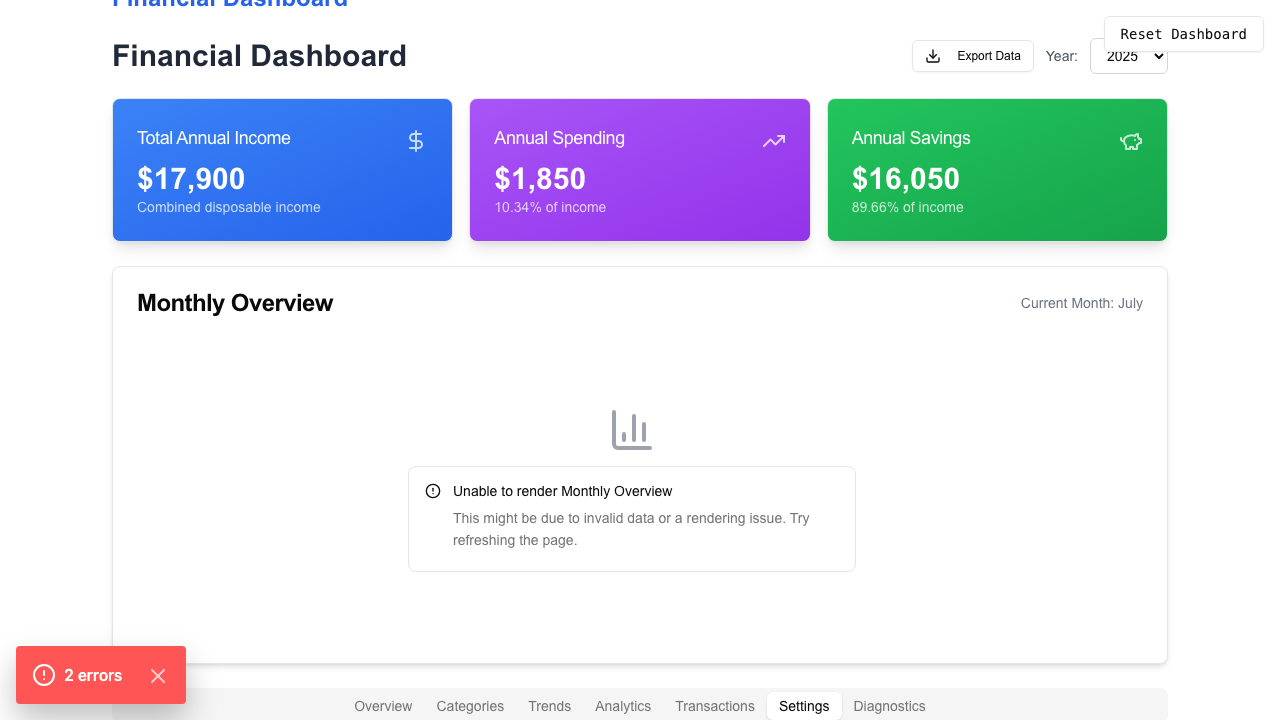 Financial Dashboard
Reset Dashboard
Financial Dashboard
Export Data
Year:
2025
Total Annual Income
$17,900
Combined disposable income
Annual Spending
$1,850
10.34% of income
Annual Savings
$16,050
89.66% of income
Monthly Overview
Current Month: July
Unable to render Monthly Overview
This might be due to invalid data or a rendering issue. Try
refreshing the page.
2 errors
Overview
Categories
Trends
Analytics
Transactions
Settings
Diagnostics